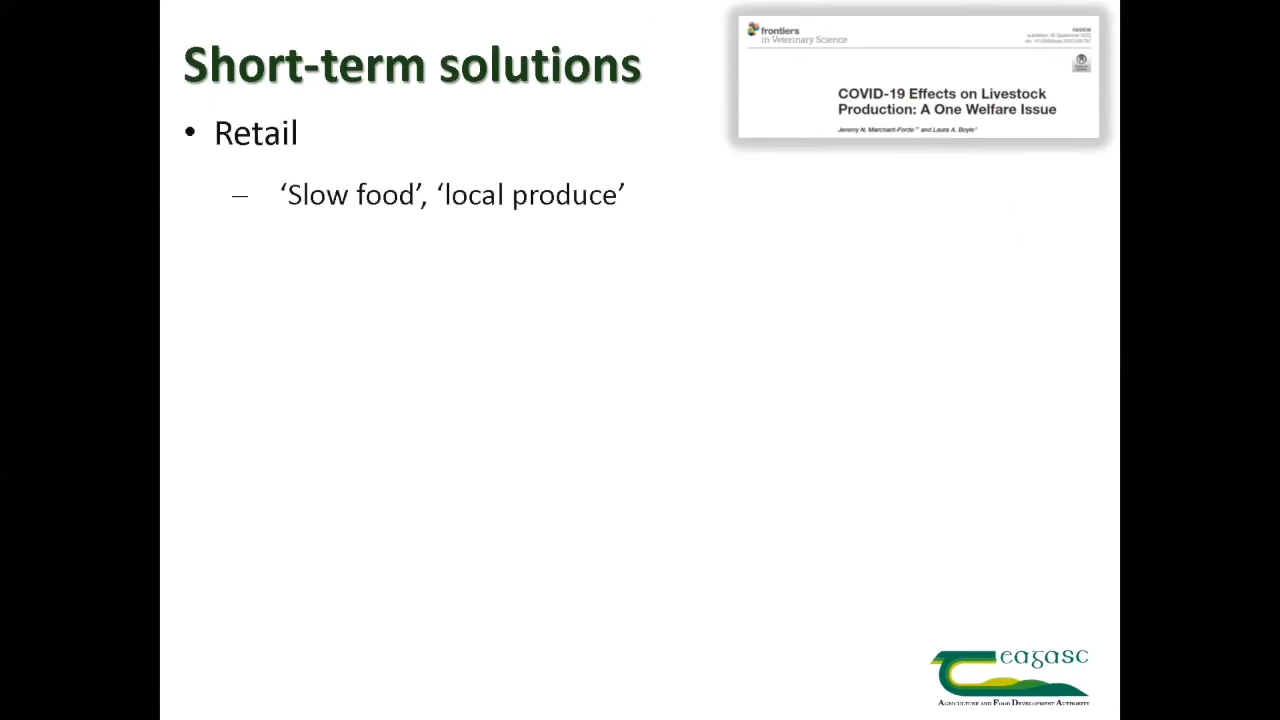 Short-term solutions
• Retail
– ‘Slow food’, ‘local produce’
frontiers
in Veterinary Science
REVIEW
COVID-19 Effects on Livestock
Production: A One Welfare Issue
Jeremy N. Marchant-Forde and Laura A. Boyle
eagasc
AGRICULTURE AND FOOD DEVELOPMENT AUTHORITY